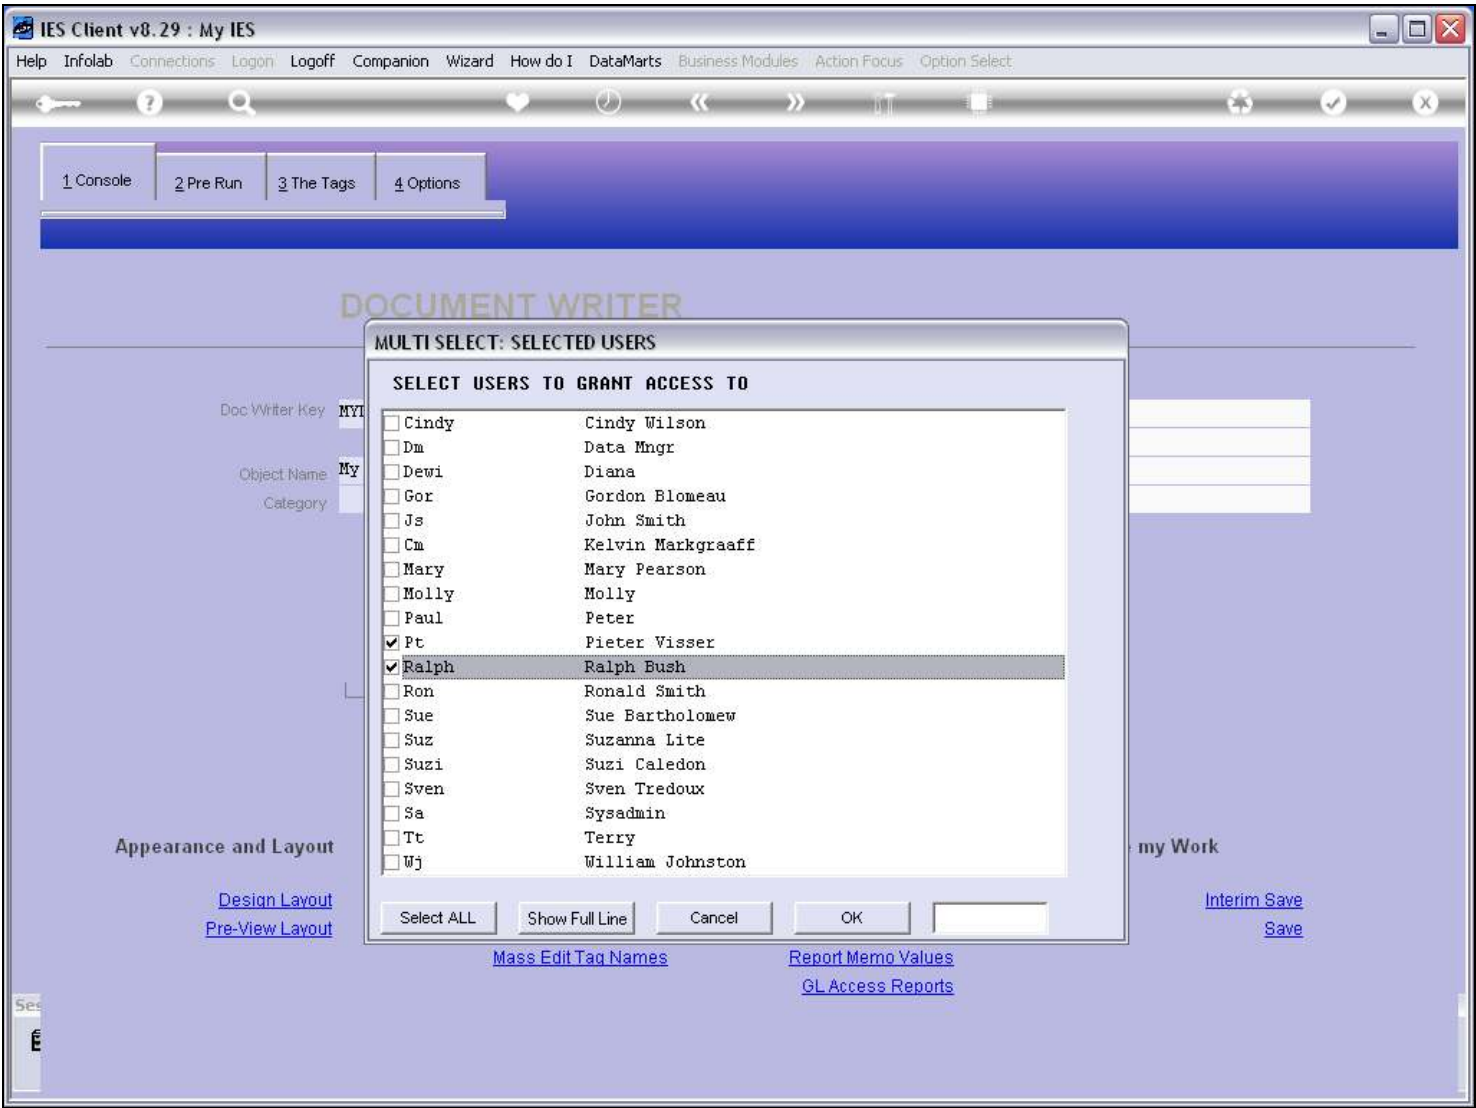 IES Client v8.29 : My IES
Help Infolab Connections Logon Logoff Companion Wizard How do I DataMarts Business Modules Action Focus Option Select
1 Console 2 Pre Run 3 The Tags 4 Options
DOCUMENT WRITER
MULTI SELECT: SELECTED USERS
SELECT USERS TO GRANT ACCESS TO
Doc Writer Key
Object Name My
Category
Cindy Cindy Wilson
Dm Data Mngr
Dewi Diana
Gor Gordon Blomeau
Js John Smith
Cm Kelvin Markgraaff
Mary Mary Pearson
Molly Molly
Paul Peter
Pt Pieter Visser
Ralph Ralph Bush
Ron Ronald Smith
Sue Sue Bartholomew
Suz Suzanna Lite
Suzi Suzi Caledon
Sven Sven Tredoux
Sa Sysadmin
Tt Terry
Wj William Johnston
Select ALL Show Full Line Cancel OK
Appearance and Layout
my Work
Design Layout
Pre-View Layout
Interim Save
Save
Mass Edit Tag Names
Report Memo Values
GL Access Reports